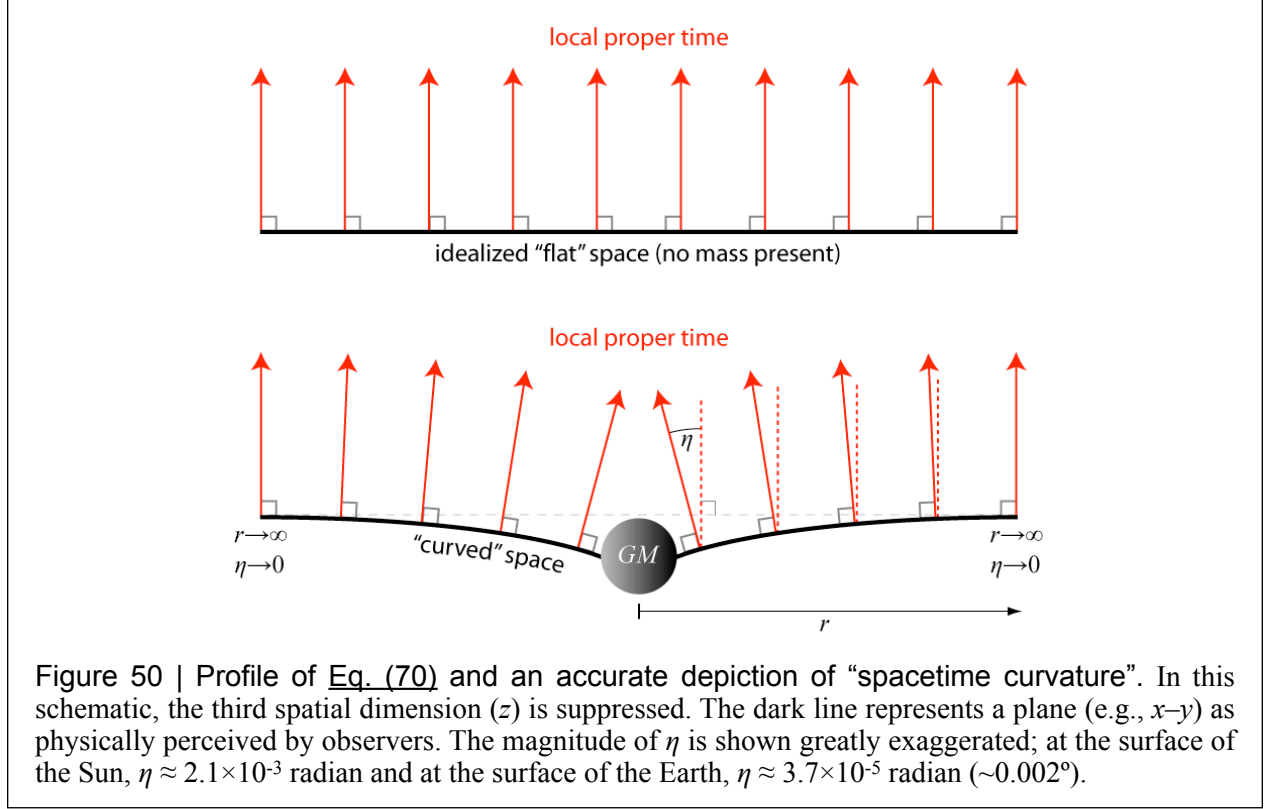 local proper time
idealized “flat” space (no mass present)
local proper time
η
r→∞
η→0
“curved” space
GM
r→∞
η→0
r
Figure 50 | Profile of Eq. (70) and an accurate depiction of “spacetime curvature”. In this
schematic, the third spatial dimension (z) is suppressed. The dark line represents a plane (e.g., x–y) as
physically perceived by observers. The magnitude of η is shown greatly exaggerated; at the surface of
the Sun, η ≈ 2.1×10⁻³ radian and at the surface of the Earth, η ≈ 3.7×10⁻⁵ radian (~0.002º).